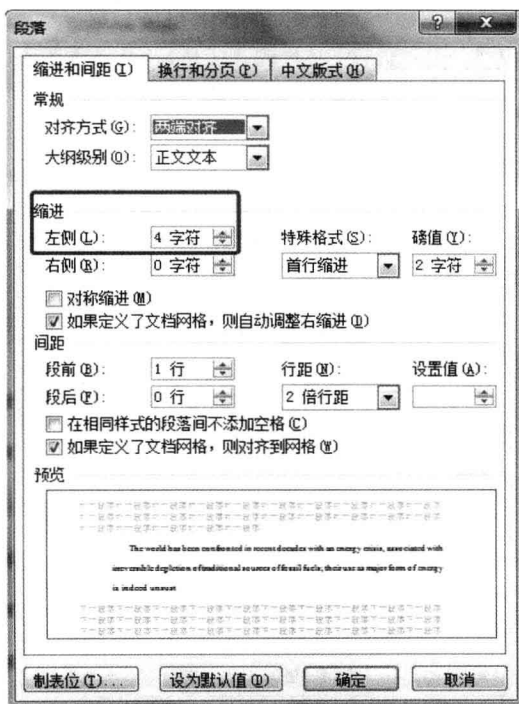 段落
缩进和间距(I) 换行和分页(P) 中文版式(H)
常规
对齐方式(G): 两端对齐
大纲级别(O): 正文文本
缩进
左侧(L): 4 字符 特殊格式(S): 磅值(Y):
右侧(R): 0 字符 首行缩进 2 字符
对称缩进(M)
如果定义了文档网格，则自动调整右缩进(D)
间距
段前(B): 1 行 行距(N): 设置值(A):
段后(F): 0 行 2 倍行距
在相同样式的段落间不添加空格(C)
如果定义了文档网格，则对齐到网格(W)
预览
The world has been confronted in recent decades with an energy crisis, associated with
irreversible depletion of traditional sources of fossil fuels, their use as major form of energy
is indeed unwant
制表位(T)... 设为默认值(D) 确定 取消